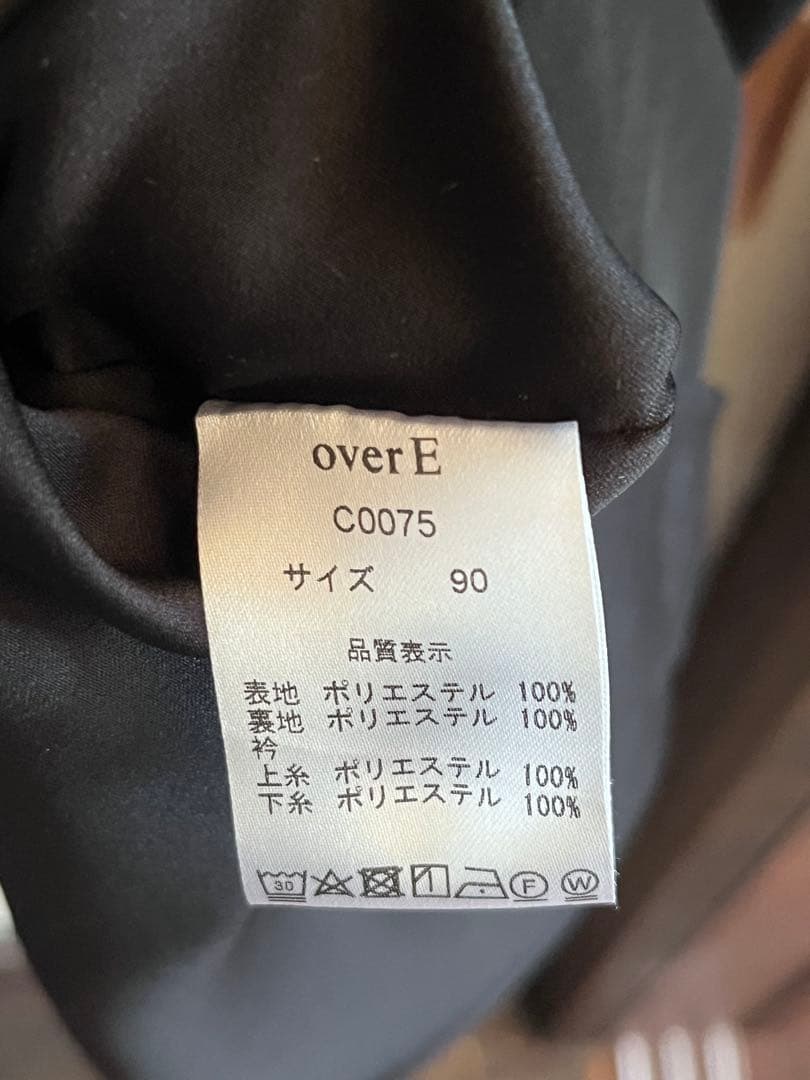 over E
C0075
サイズ 90
品質表示
表地 ポリエステル 100%
裏地 ポリエステル 100%
衿
上糸 ポリエステル 100%
下糸 ポリエステル 100%
30 F W